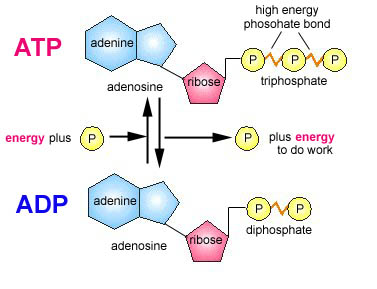 high energy
phosohate bond
ATP
adenine
P P P
ribose
triphosphate
adenosine
energy plus P
P plus energy
to do work
ADP
adenine
P P
ribose
diphosphate
adenosine